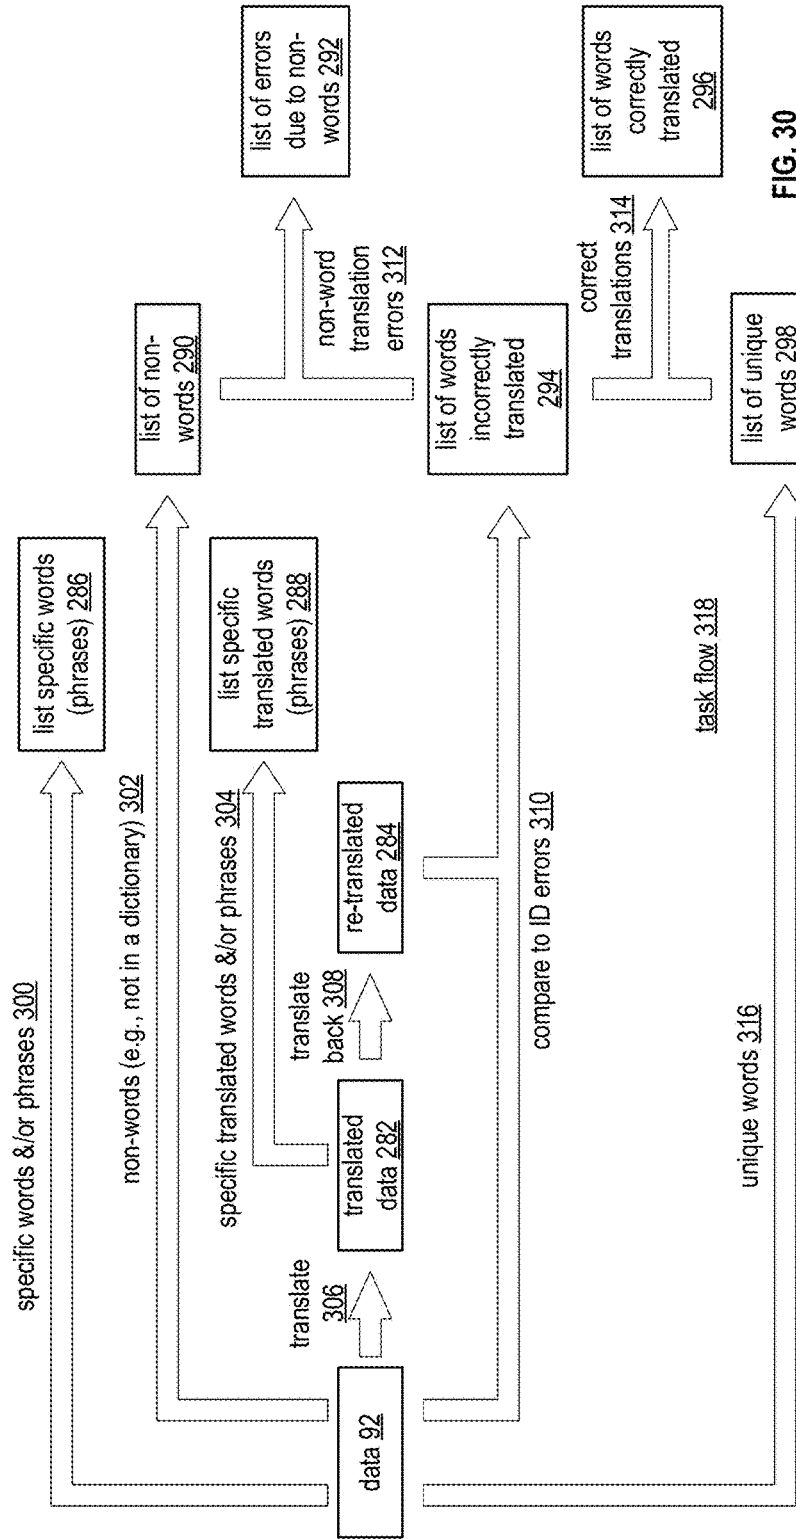 specific words &/or phrases 300
list specific words
(phrases) 286
non-words (e.g., not in a dictionary) 302
list of non-
words 290
list of errors
due to non-
words 292
specific translated words &/or phrases 304
list specific
translated words
(phrases) 288
non-word
translation
errors 312
data 92
translate
306
translated
data 282
translate
back 308
re-translated
data 284
list of words
incorrectly
translated
294
compare to ID errors 310
correct
translations 314
list of words
correctly
translated
296
unique words 316
task flow 318
list of unique
words 298
FIG. 30